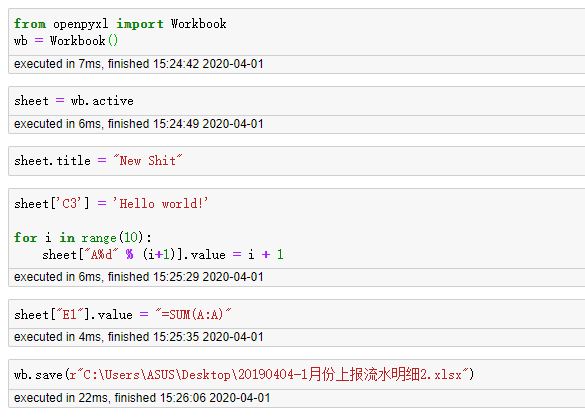 from openpyxl import Workbook
wb = Workbook()
executed in 7ms, finished 15:24:42 2020-04-01
sheet = wb.active
executed in 6ms, finished 15:24:49 2020-04-01
sheet.title = "New Shit"
sheet['C3'] = 'Hello world!'
for i in range(10):
    sheet["A%d" % (i+1)].value = i + 1
executed in 6ms, finished 15:25:29 2020-04-01
sheet["E1"].value = "=SUM(A:A)"
executed in 4ms, finished 15:25:35 2020-04-01
wb.save(r"C:\Users\ASUS\Desktop\20190404-1月份上报流水明细2.xlsx")
executed in 22ms, finished 15:26:06 2020-04-01